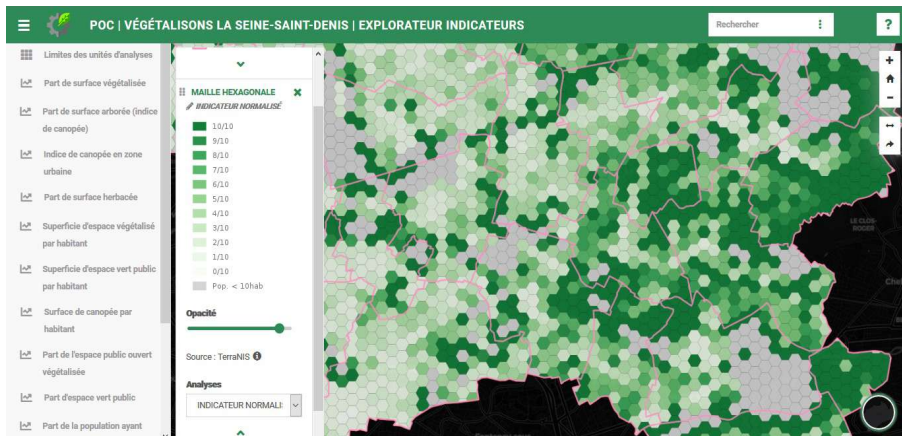 POC | VÉGÉTALISONS LA SEINE-SAINT-DENIS | EXPLORATEUR INDICATEURS
Rechercher
?
Limites des unités d'analyses
Part de surface végétalisée
Part de surface arborée (indice
de canopée)
Indice de canopée en zone
urbaine
Part de surface herbacée
Superficie d'espace végétalisé
par habitant
Superficie d'espace vert public
par habitant
Surface de canopée par
habitant
Part de l'espace public ouvert
végétalisée
Part d'espace vert public
Part de la population ayant
MAILLE HEXAGONALE
INDICATEUR NORMALISÉ
10/10
9/10
8/10
7/10
6/10
5/10
4/10
3/10
2/10
1/10
0/10
Pop. < 10hab
Opacité
Source : TerraNIS
Analyses
INDICATEUR NORMALI
LE CLOS-
ROGER